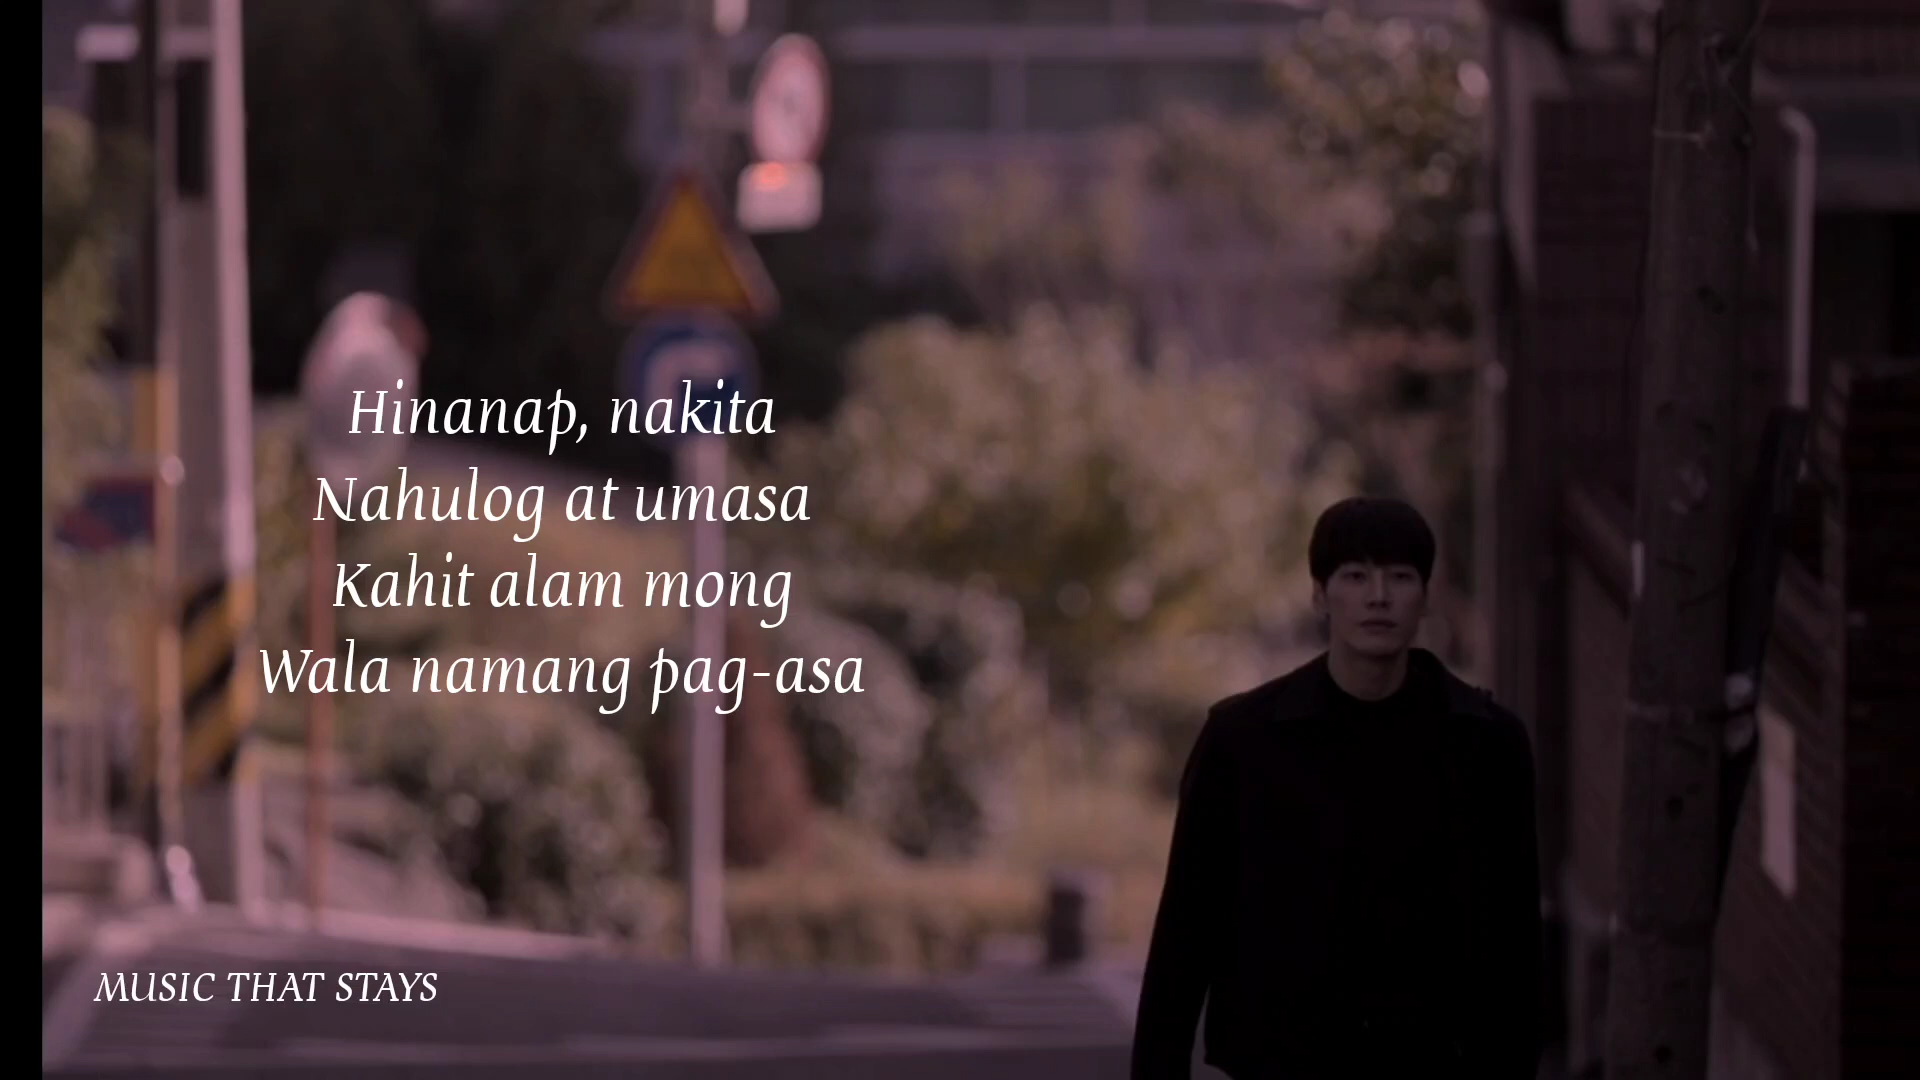 Hinanap, nakita
Nahulog at umasa
Kahit alam mong
Wala namang pag-asa
MUSIC THAT STAYS